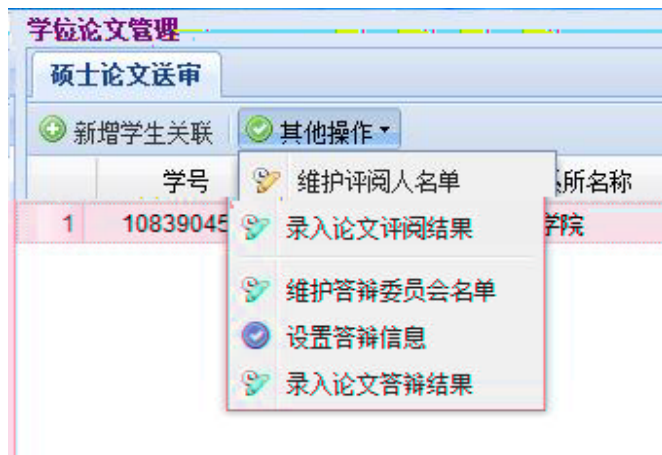 学位论文管理
硕士论文送审
新增学生关联 其他操作
学号 所名称
1 10839045 学院
维护评阅人名单
录入论文评阅结果
维护答辩委员会名单
设置答辩信息
录入论文答辩结果